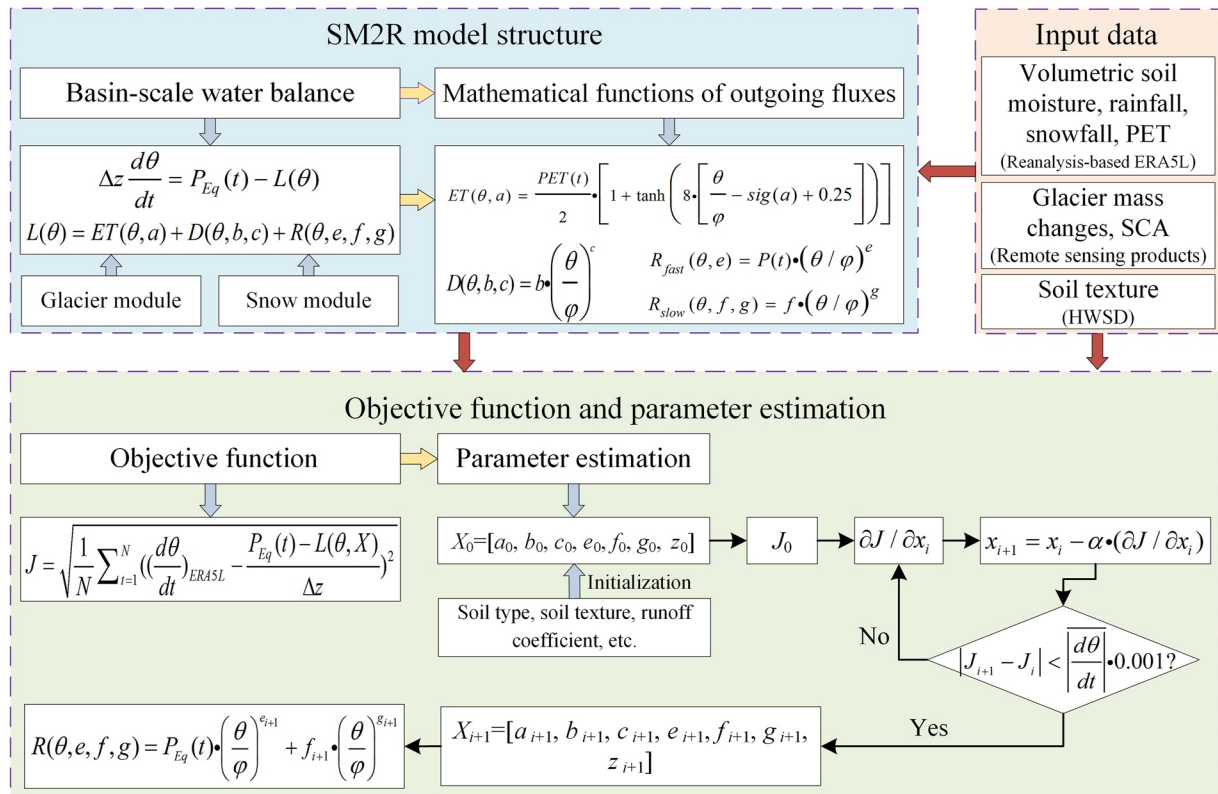 SM2R model structure
Basin-scale water balance
Mathematical functions of outgoing fluxes
Δz dθ/dt = P_Eq(t) − L(θ)
L(θ) = ET(θ, a) + D(θ, b, c) + R(θ, e, f, g)
Glacier module
Snow module
ET(θ, a) = PET(t)/2 • [1 + tanh(8•[θ/φ − sig(a) + 0.25])]
D(θ, b, c) = b•(θ/φ)^c
R_fast(θ, e) = P(t)•(θ / φ)^e
R_slow(θ, f, g) = f•(θ / φ)^g
Input data
Volumetric soil
moisture, rainfall,
snowfall, PET
(Reanalysis-based ERA5L)
Glacier mass
changes, SCA
(Remote sensing products)
Soil texture
(HWSD)
Objective function and parameter estimation
Objective function
Parameter estimation
J = √(1/N ∑_{t=1}^N ((dθ/dt)_ERA5L − (P_Eq(t) − L(θ, X))/Δz)^2)
X_0=[a_0, b_0, c_0, e_0, f_0, g_0, z_0]
Initialization
Soil type, soil texture, runoff
coefficient, etc.
J_0
∂J / ∂x_i
x_{i+1} = x_i − α•(∂J / ∂x_i)
No
|J_{i+1} − J_i| < |dθ/dt|‾•0.001?
Yes
X_{i+1}=[a_{i+1}, b_{i+1}, c_{i+1}, e_{i+1}, f_{i+1}, g_{i+1},
z_{i+1}]
R(θ, e, f, g) = P_Eq(t)•(θ/φ)^{e_{i+1}} + f_{i+1}•(θ/φ)^{g_{i+1}}